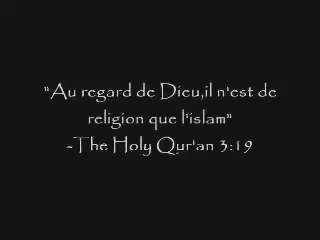 "Au regard de Dieu,il n'est de
religion que l'islam"
-The Holy Qur'an 3:19